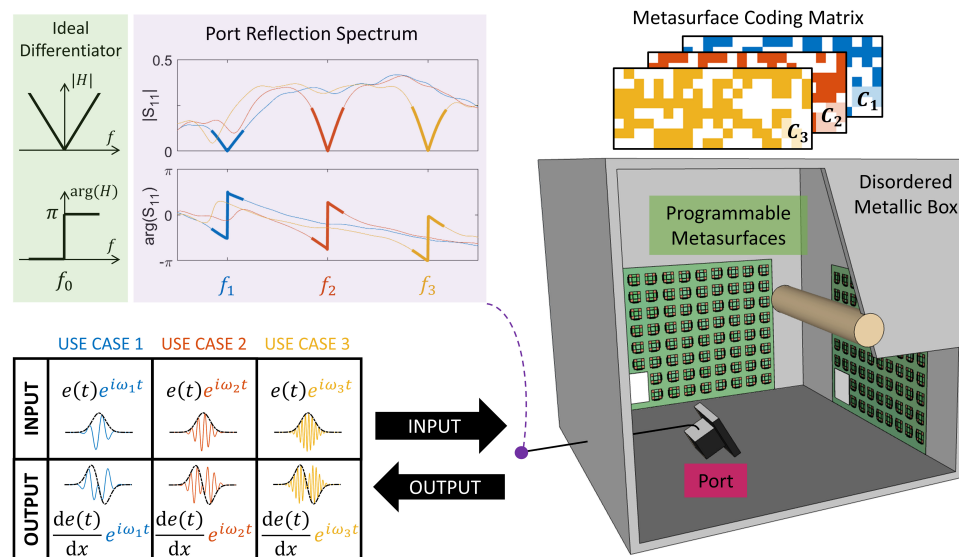 Ideal
Differentiator
|H|
f
arg(H)
π
f
f₀
Port Reflection Spectrum
|S₁₁|
0.5
0
arg(S₁₁)
π
0
-π
f₁
f₂
f₃
Metasurface Coding Matrix
C₁
C₂
C₃
Disordered
Metallic Box
Programmable
Metasurfaces
Port
USE CASE 1
USE CASE 2
USE CASE 3
INPUT
e(t)e^{iω₁t}
e(t)e^{iω₂t}
e(t)e^{iω₃t}
OUTPUT
de(t)/dx e^{iω₁t}
de(t)/dx e^{iω₂t}
de(t)/dx e^{iω₃t}
INPUT
OUTPUT